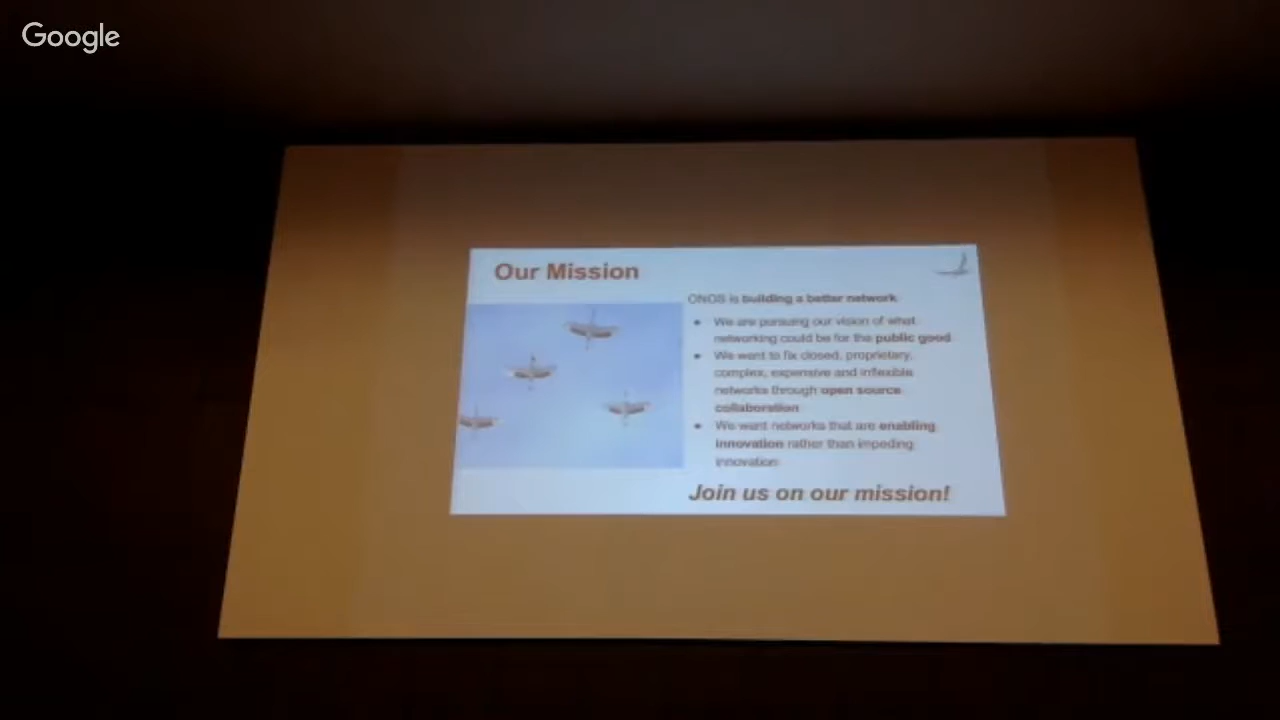 Google
Our Mission
ONOS is building a better network
• We are pursuing our vision of what
networking could be for the public good
• We want to fix closed, proprietary,
complex, expensive and inflexible
networks through open source
collaboration
• We want networks that are enabling
innovation rather than impeding
innovation
Join us on our mission!